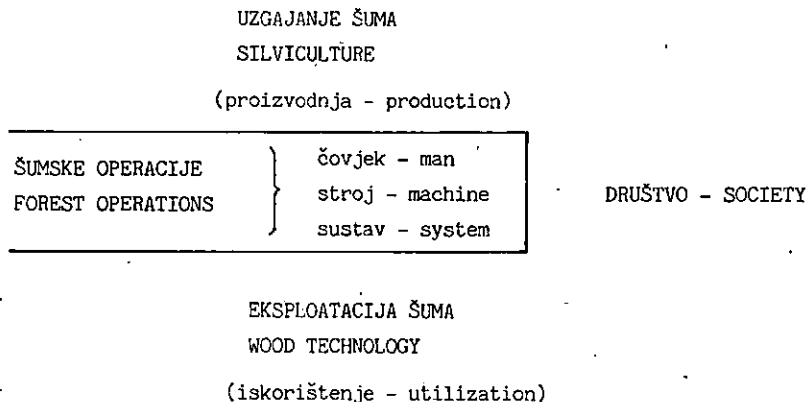 UZGAJANJE ŠUMA
SILVICULTURE
(proizvodnja - production)
ŠUMSKE OPERACIJE
FOREST OPERATIONS
čovjek - man
stroj - machine
sustav - system
DRUŠTVO - SOCIETY
EKSPLOATACIJA ŠUMA
WOOD TECHNOLOGY
(iskorištenje - utilization)